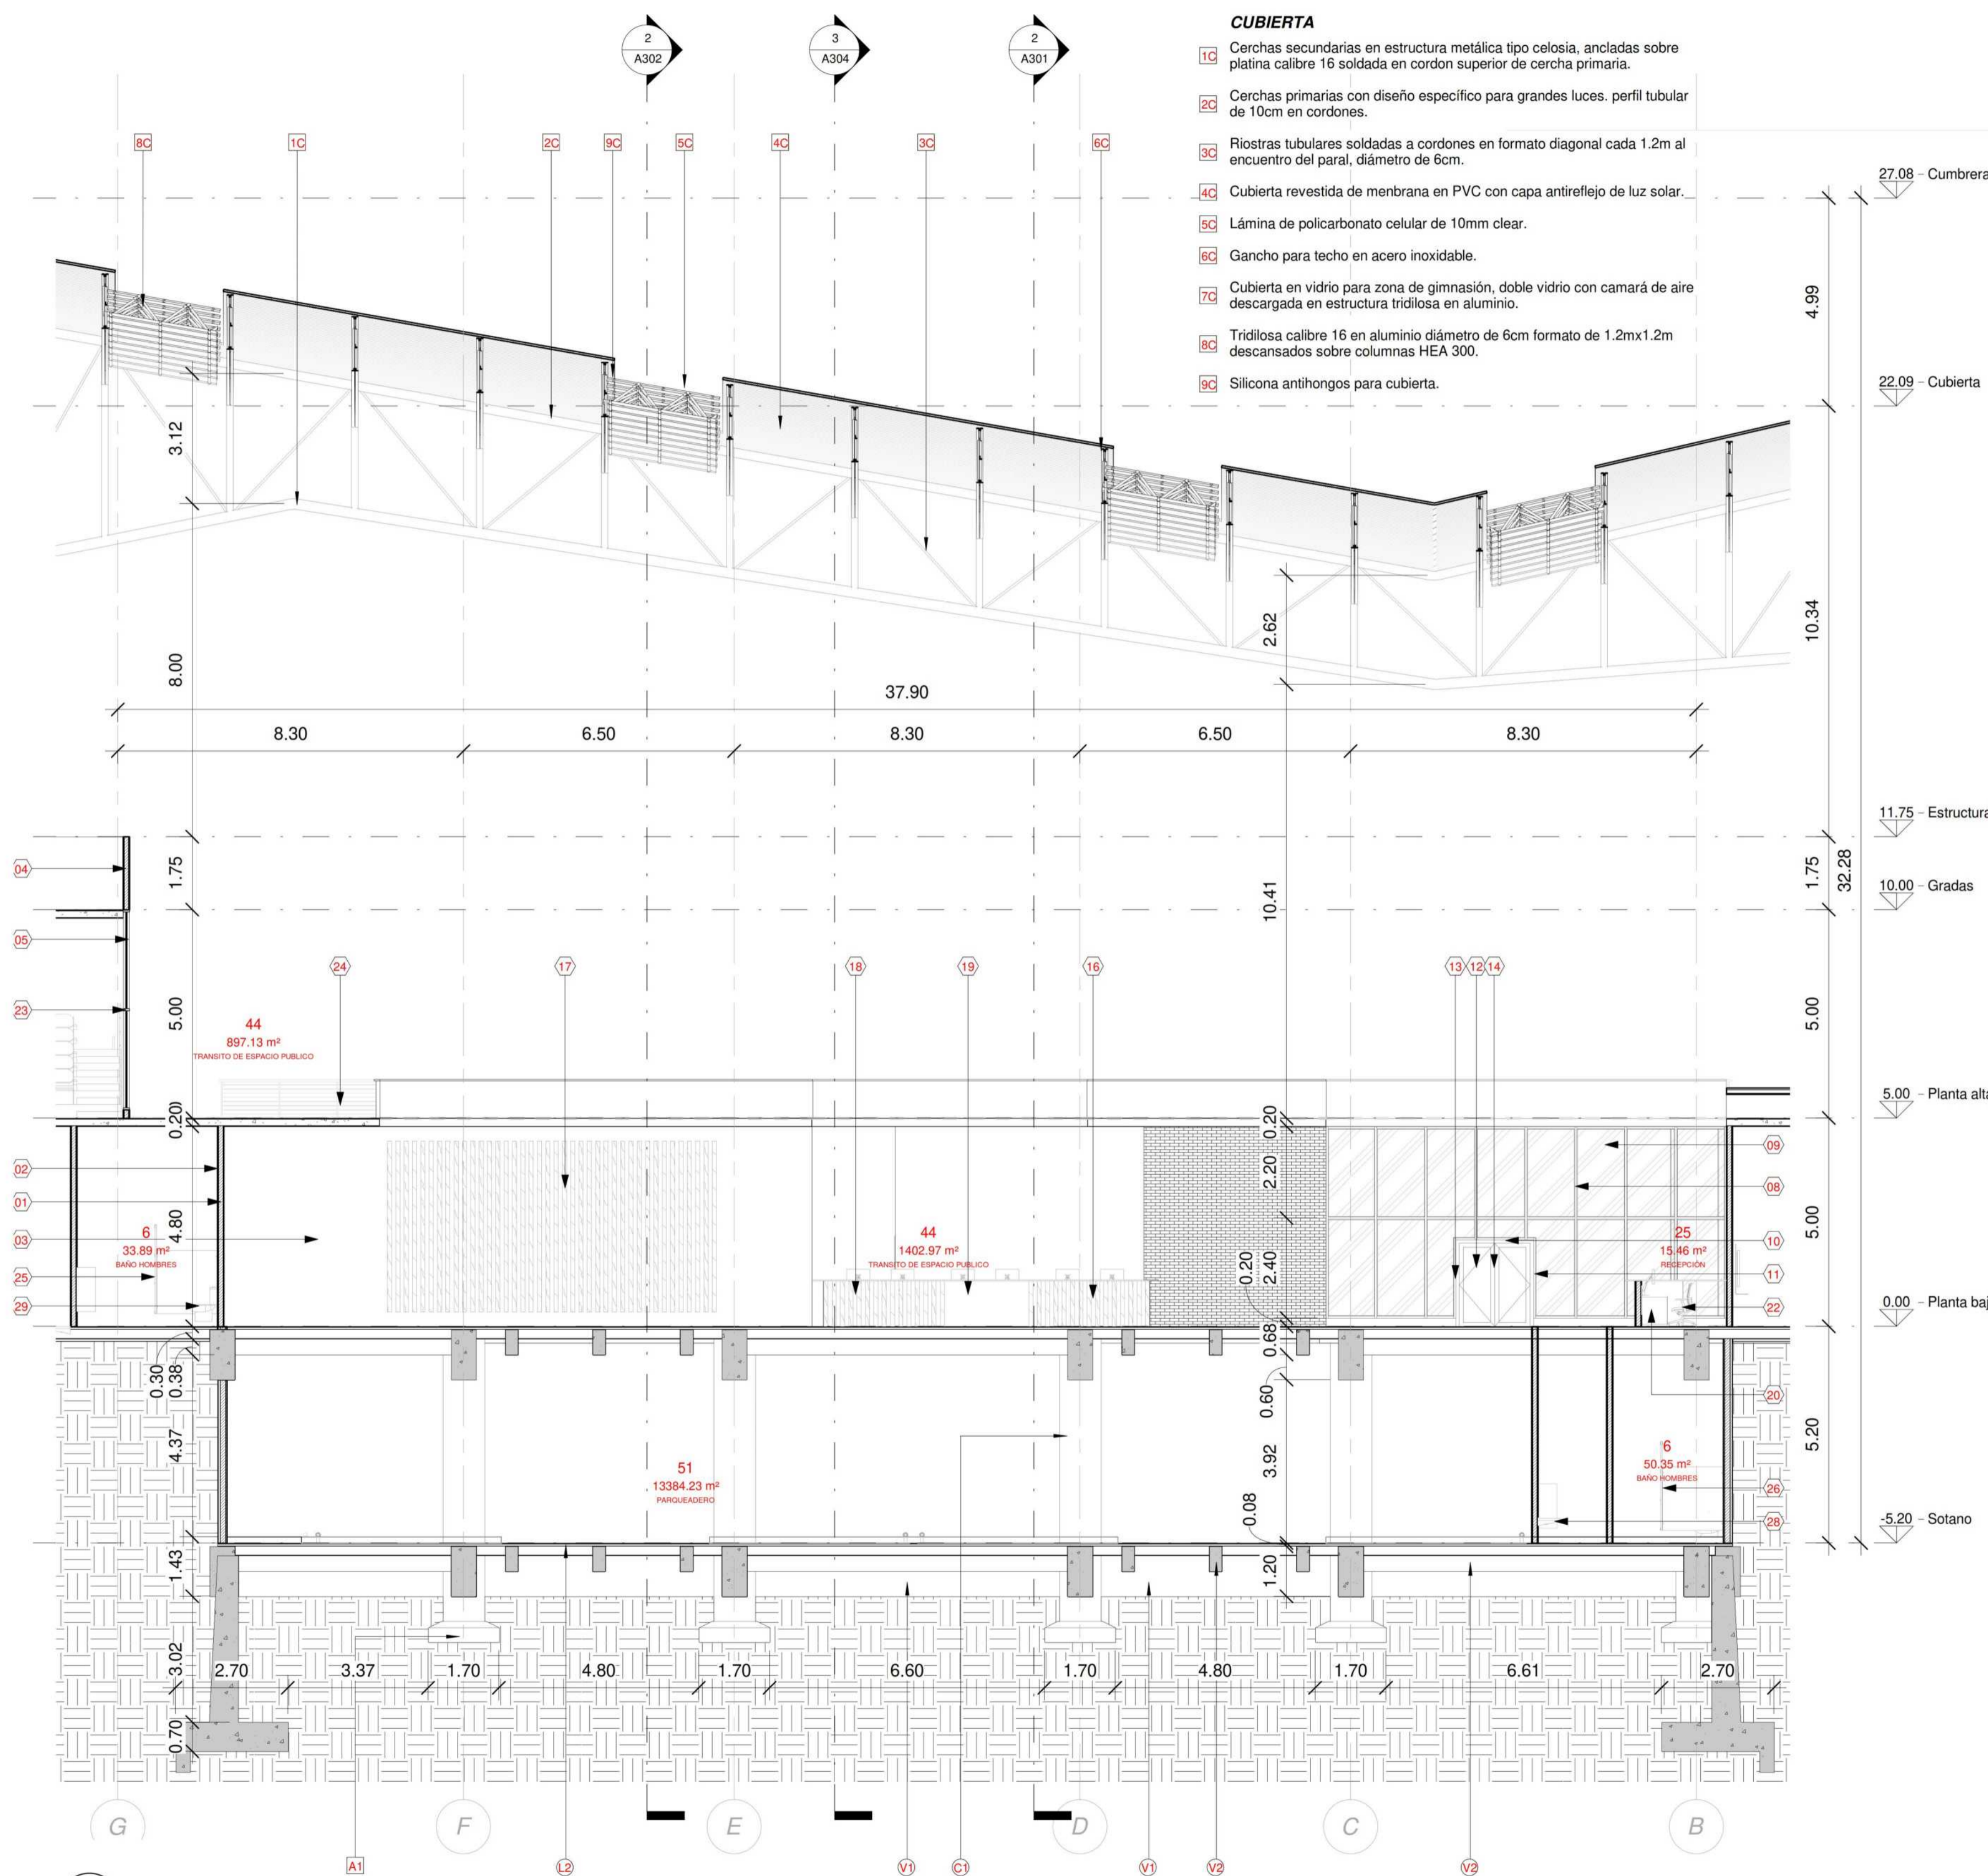 CUBIERTA
1C Cerchas secundarias en estructura metálica tipo celosia, ancladas sobre
platina calibre 16 soldada en cordon superior de cercha primaria.
2C Cerchas primarias con diseño específico para grandes luces. perfil tubular
de 10cm en cordones.
3C Riostras tubulares soldadas a cordones en formato diagonal cada 1.2m al
encuentro del paral, diámetro de 6cm.
4C Cubierta revestida de menbrana en PVC con capa antireflejo de luz solar.
5C Lámina de policarbonato celular de 10mm clear.
6C Gancho para techo en acero inoxidable.
7C Cubierta en vidrio para zona de gimnasión, doble vidrio con camará de aire
descargada en estructura tridilosa en aluminio.
8C Tridilosa calibre 16 en aluminio diámetro de 6cm formato de 1.2mx1.2m
descansados sobre columnas HEA 300.
9C Silicona antihongos para cubierta.
2 3 2
A302 A304 A301
8C 1C 2C 9C 5C 4C 3C 6C
27.08 - Cumbrera
4.99
22.09 - Cubierta
3.12
10.34
2.62
8.00
37.90
8.30 6.50 8.30 6.50 8.30
11.75 - Estructura
04
1.75
1.75
32.28
10.00 - Gradas
10.41
05
24 17 18 19 16 13 12 14
23
5.00
5.00
44
897.13 m²
TRANSITO DE ESPACIO PUBLICO
5.00 - Planta alta
0.20
0.20
02
09
2.20
01
08
03
4.80
6
33.89 m²
BAÑO HOMBRES
44
1402.97 m²
TRANSITO DE ESPACIO PUBLICO
25
15.46 m²
RECEPCIÓN
5.00
10
25
0.20
2.40
11
29
22
0.00 - Planta baj
0.30
0.38
0.68
0.60
20
4.37
3.92
5.20
51
13384.23 m²
PARQUEADERO
6
50.35 m²
BAÑO HOMBRES
26
0.08
28
-5.20 - Sotano
1.43
1.20
3.02
2.70 3.37 1.70 4.80 1.70 6.60 1.70 4.80 1.70 6.61 2.70
0.70
G F E D C B
A1 L2 V1 C1 V1 V2 V2